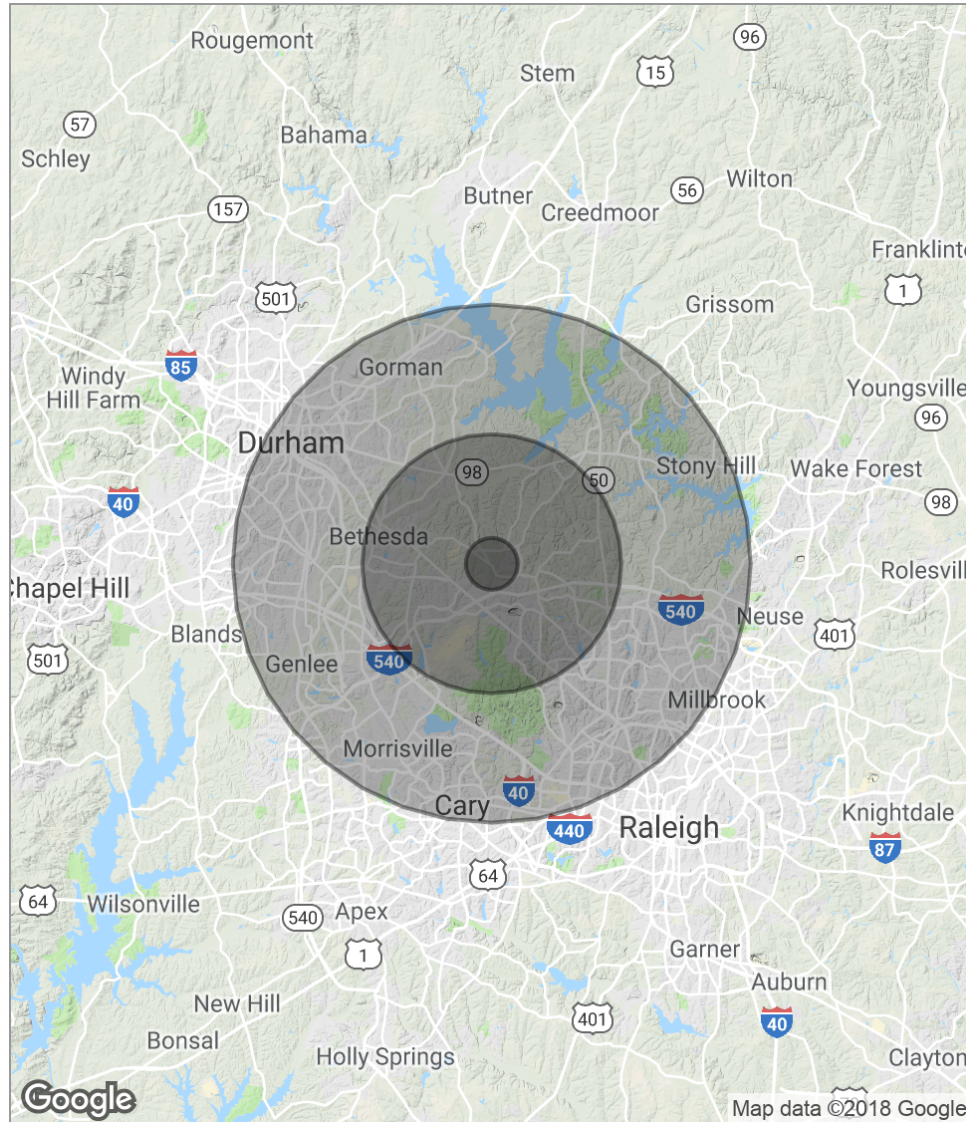 Rougemont
96
Stem
15
57
Bahama
Schley
Butner
56
Wilton
157
Creedmoor
Franklinto
501
1
Grissom
Gorman
85
Windy
Hill Farm
Youngsville
96
Durham
98
50
Stony Hill
Wake Forest
40
98
Bethesda
Chapel Hill
540
Rolesvill
Neuse
401
Blands
501
Genlee
540
Millbrook
Morrisville
40
Cary
440
Raleigh
Knightdale
87
64
64
Wilsonville
540
Apex
1
Garner
Auburn
New Hill
401
40
Bonsal
Holly Springs
Clayton
Google
Map data ©2018 Google